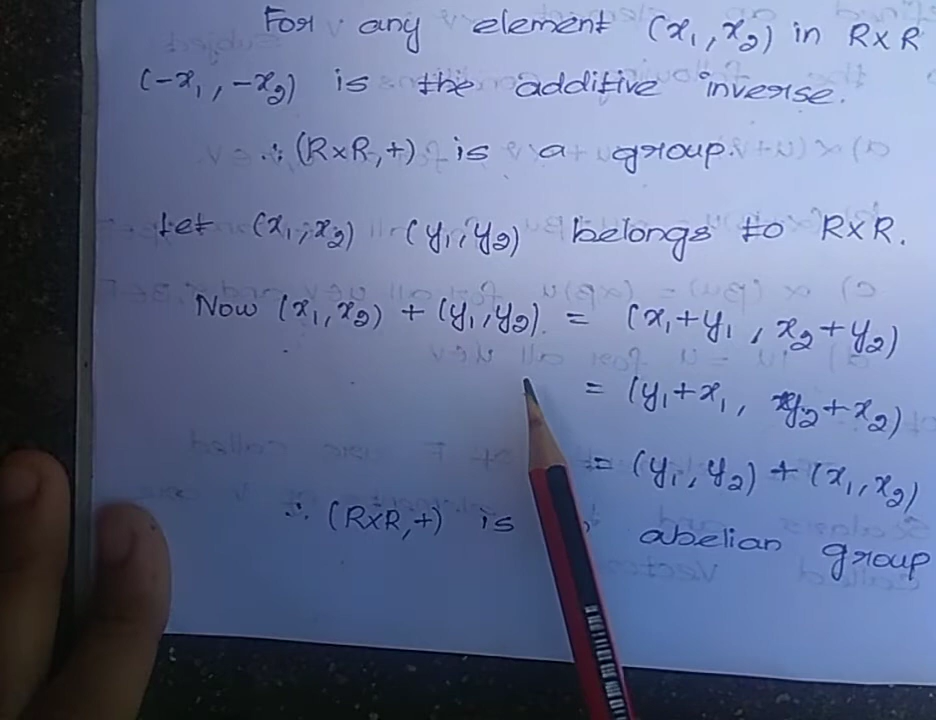 For any element (x₁, x₂) in R×R
(-x₁, -x₂) is the additive inverse.
∴ (R×R, +) is a group.
Let (x₁, x₂) (y₁, y₂) belongs to R×R.
Now (x₁, x₂) + (y₁, y₂) = (x₁+y₁, x₂+y₂)
= (y₁+x₁, y₂+x₂)
= (y₁, y₂) + (x₁, x₂)
∴ (R×R, +) is abelian group